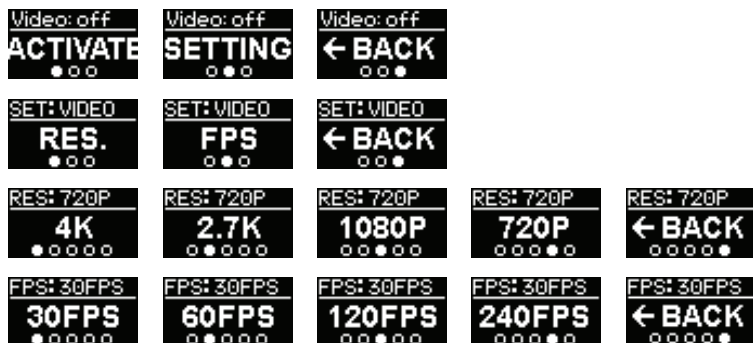 Video: off Video: off Video: off
ACTIVATE SETTING ←BACK
SET: VIDEO SET: VIDEO SET: VIDEO
RES. FPS ←BACK
RES: 720P RES: 720P RES: 720P RES: 720P RES: 720P
4K 2.7K 1080P 720P ←BACK
FPS: 30FPS FPS: 30FPS FPS: 30FPS FPS: 30FPS FPS: 30FPS
30FPS 60FPS 120FPS 240FPS ←BACK